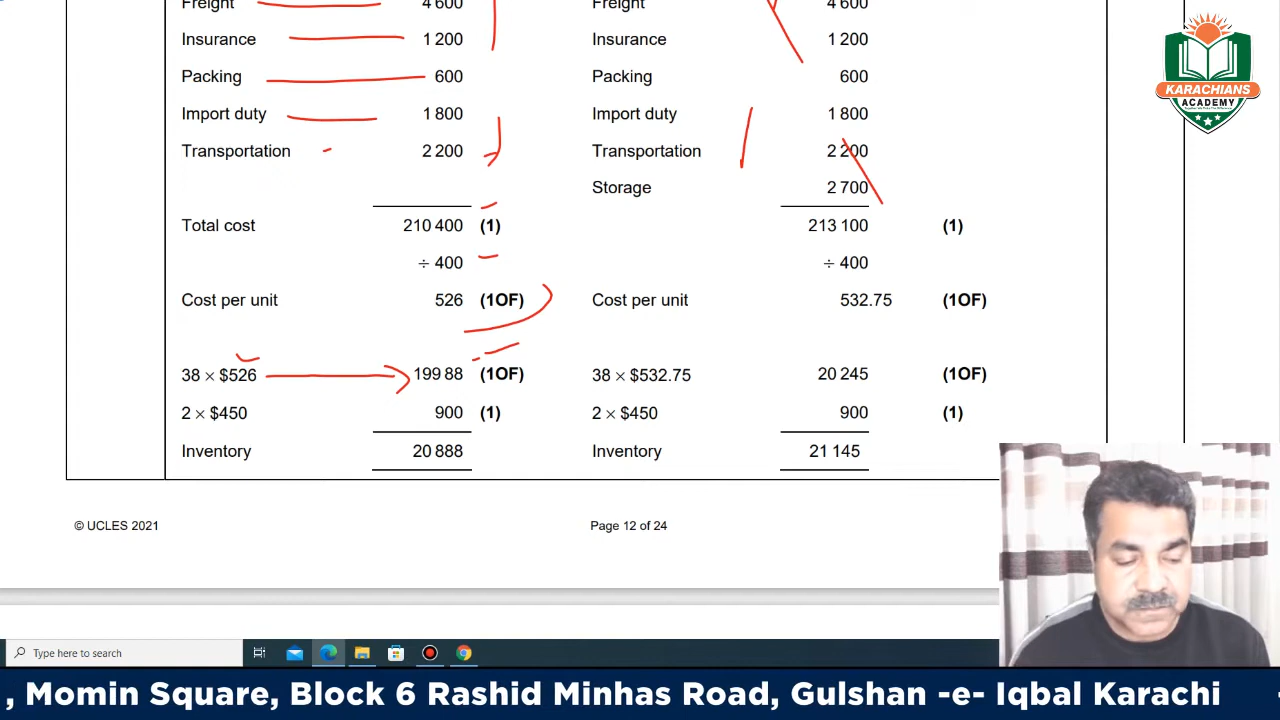 Freight 4 600 Freight 4 600
Insurance 1 200 Insurance 1 200
Packing 600 Packing 600
Import duty 1 800 Import duty 1 800
Transportation 2 200 Transportation 2 200
Storage 2 700
Total cost 210 400 (1) 213 100 (1)
÷ 400 ÷ 400
Cost per unit 526 (1OF) Cost per unit 532.75 (1OF)
38 × $526 199 88 (1OF) 38 × $532.75 20 245 (1OF)
2 × $450 900 (1) 2 × $450 900 (1)
Inventory 20 888 Inventory 21 145
© UCLES 2021 Page 12 of 24
KARACHIANS
ACADEMY
Type here to search
, Momin Square, Block 6 Rashid Minhas Road, Gulshan -e- Iqbal Karachi